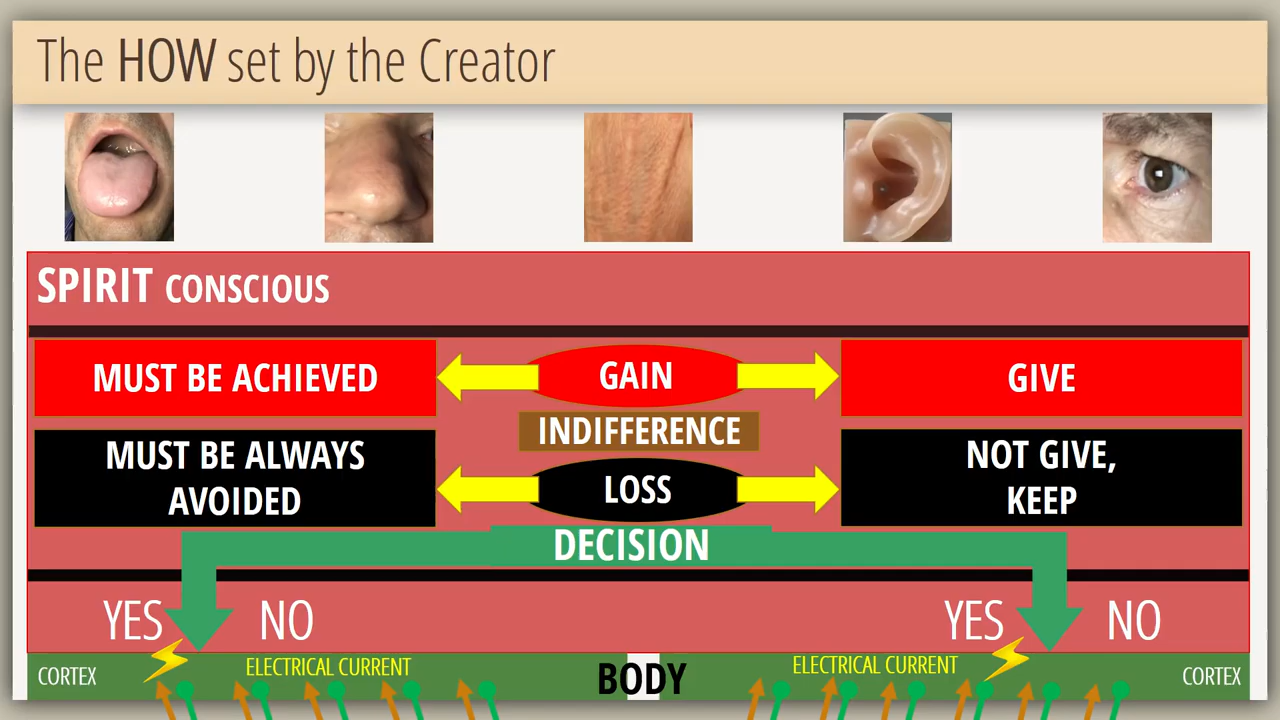 The HOW set by the Creator
SPIRIT CONSCIOUS
MUST BE ACHIEVED
GAIN
GIVE
INDIFFERENCE
MUST BE ALWAYS
AVOIDED
LOSS
NOT GIVE,
KEEP
DECISION
YES NO
YES NO
CORTEX
ELECTRICAL CURRENT
BODY
ELECTRICAL CURRENT
CORTEX